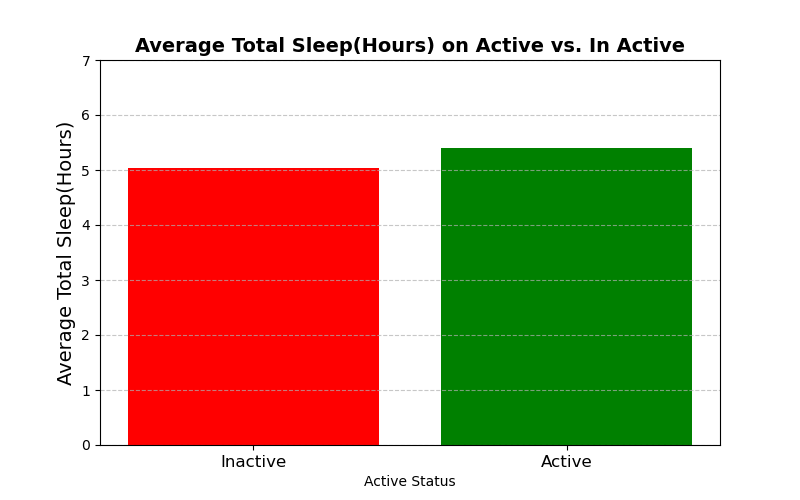 Average Total Sleep(Hours) on Active vs. In Active
Average Total Sleep(Hours)
7
6
5
4
3
2
1
0
Inactive
Active
Active Status